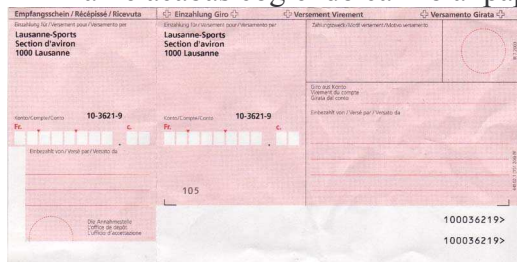 Empfangsschein / Récépissé / Ricevuta
Einzahlung für / Versement pour / Versamento per
Lausanne-Sports
Section d'aviron
1000 Lausanne
Konto / Compte / Conto 10-3621-9
Fr. c.
Einbezahlt von / Versé par / Versato da
Die Annahmestelle
L'office de dépôt
L'ufficio d'accettazione
Einzahlung Giro
Einzahlung für / Versement pour / Versamento per
Lausanne-Sports
Section d'aviron
1000 Lausanne
Konto / Compte / Conto 10-3621-9
Fr. c.
105
Versement Virement
Versamento Girata
Zahlungszweck / Motif versement / Motivo versamento
Giro aus Konto
Virement du compte
Girata dal conto
Einbezahlt von / Versé par / Versato da
100036219>
100036219>